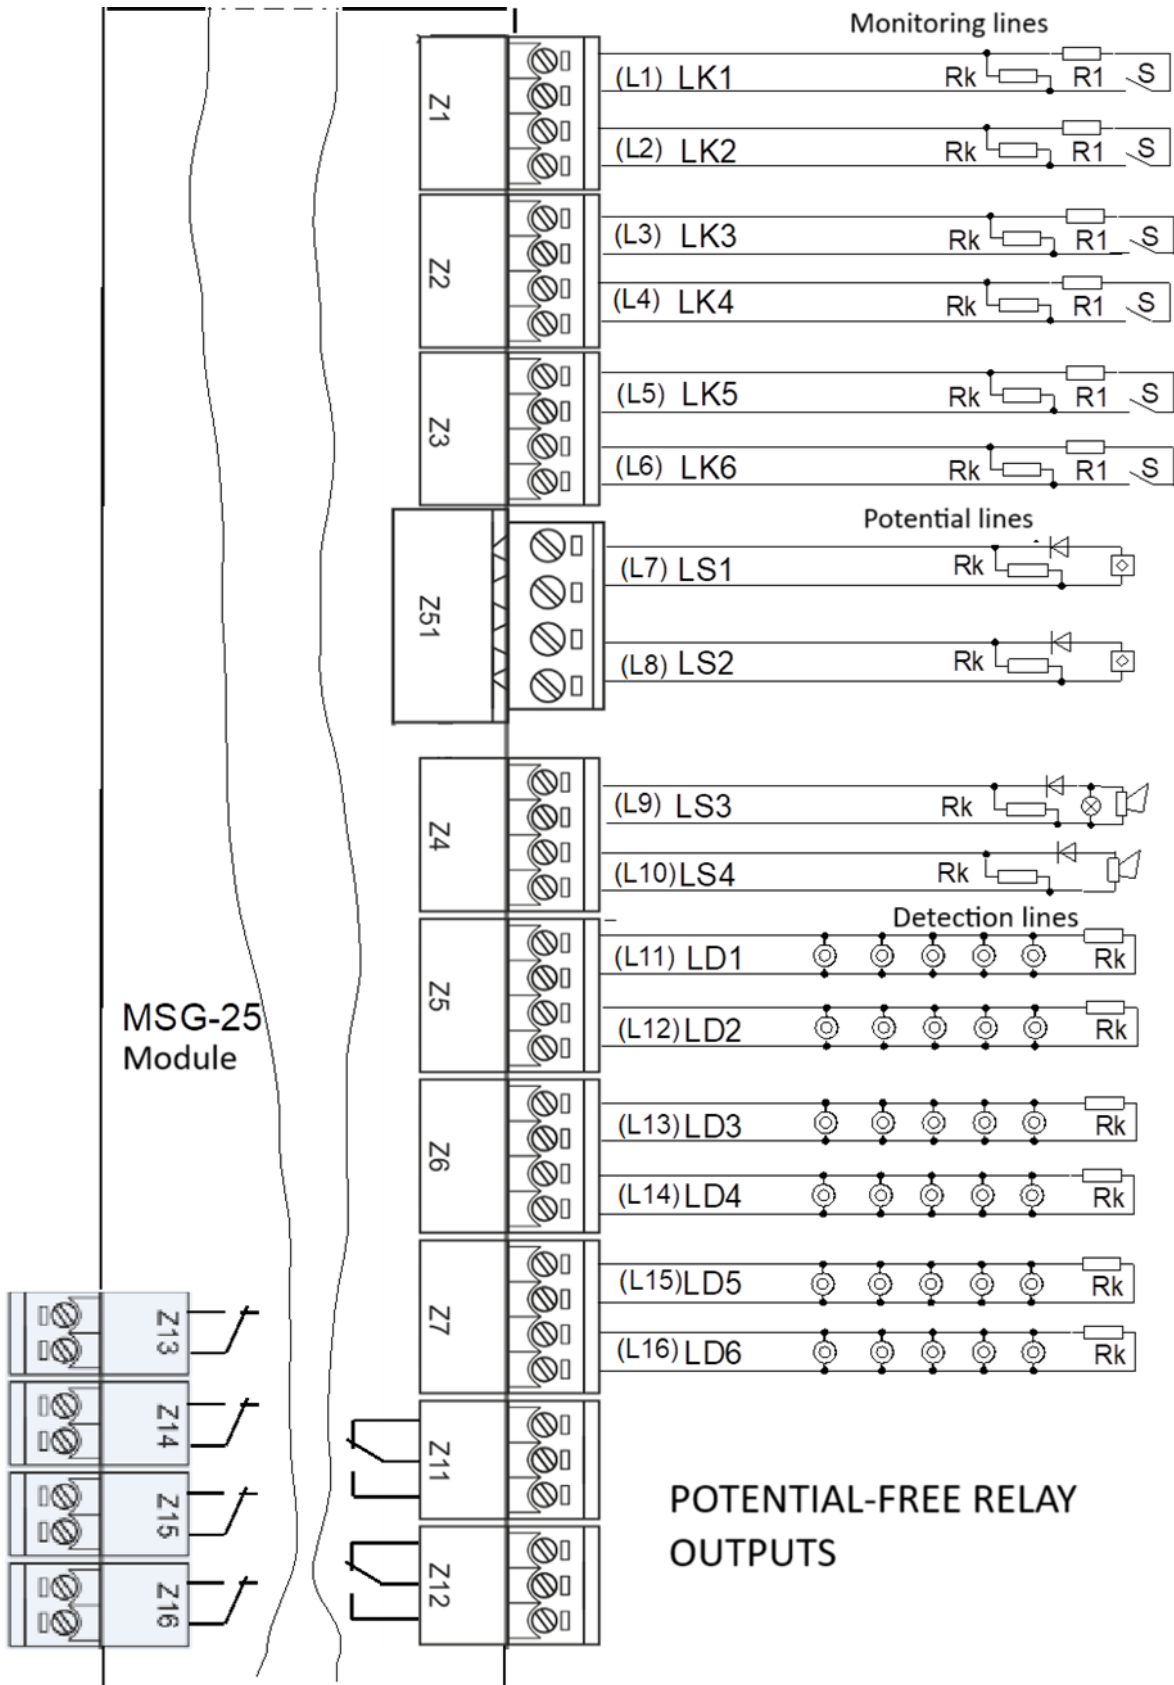 Monitoring lines
Z1
(L1) LK1 Rk R1 S
(L2) LK2 Rk R1 S
Z2
(L3) LK3 Rk R1 S
(L4) LK4 Rk R1 S
Z3
(L5) LK5 Rk R1 S
(L6) LK6 Rk R1 S
Potential lines
Z51
(L7) LS1 Rk
(L8) LS2 Rk
Z4
(L9) LS3 Rk
(L10) LS4 Rk
Detection lines
Z5
(L11) LD1 Rk
(L12) LD2 Rk
MSG-25
Module
Z6
(L13) LD3 Rk
(L14) LD4 Rk
Z7
(L15) LD5 Rk
(L16) LD6 Rk
Z13
Z14
Z15
Z16
Z11
Z12
POTENTIAL-FREE RELAY
OUTPUTS